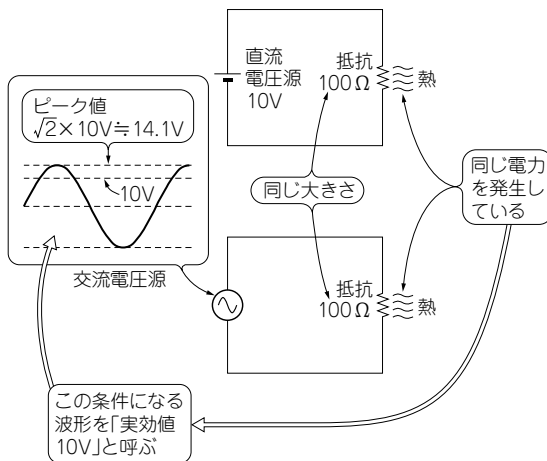 直流
電圧源
10V
抵抗
100Ω
熱
ピーク値
√2×10V≒14.1V
10V
同じ大きさ
同じ電力
を発生し
ている
交流電圧源
抵抗
100Ω
熱
この条件になる
波形を「実効値
10V」と呼ぶ